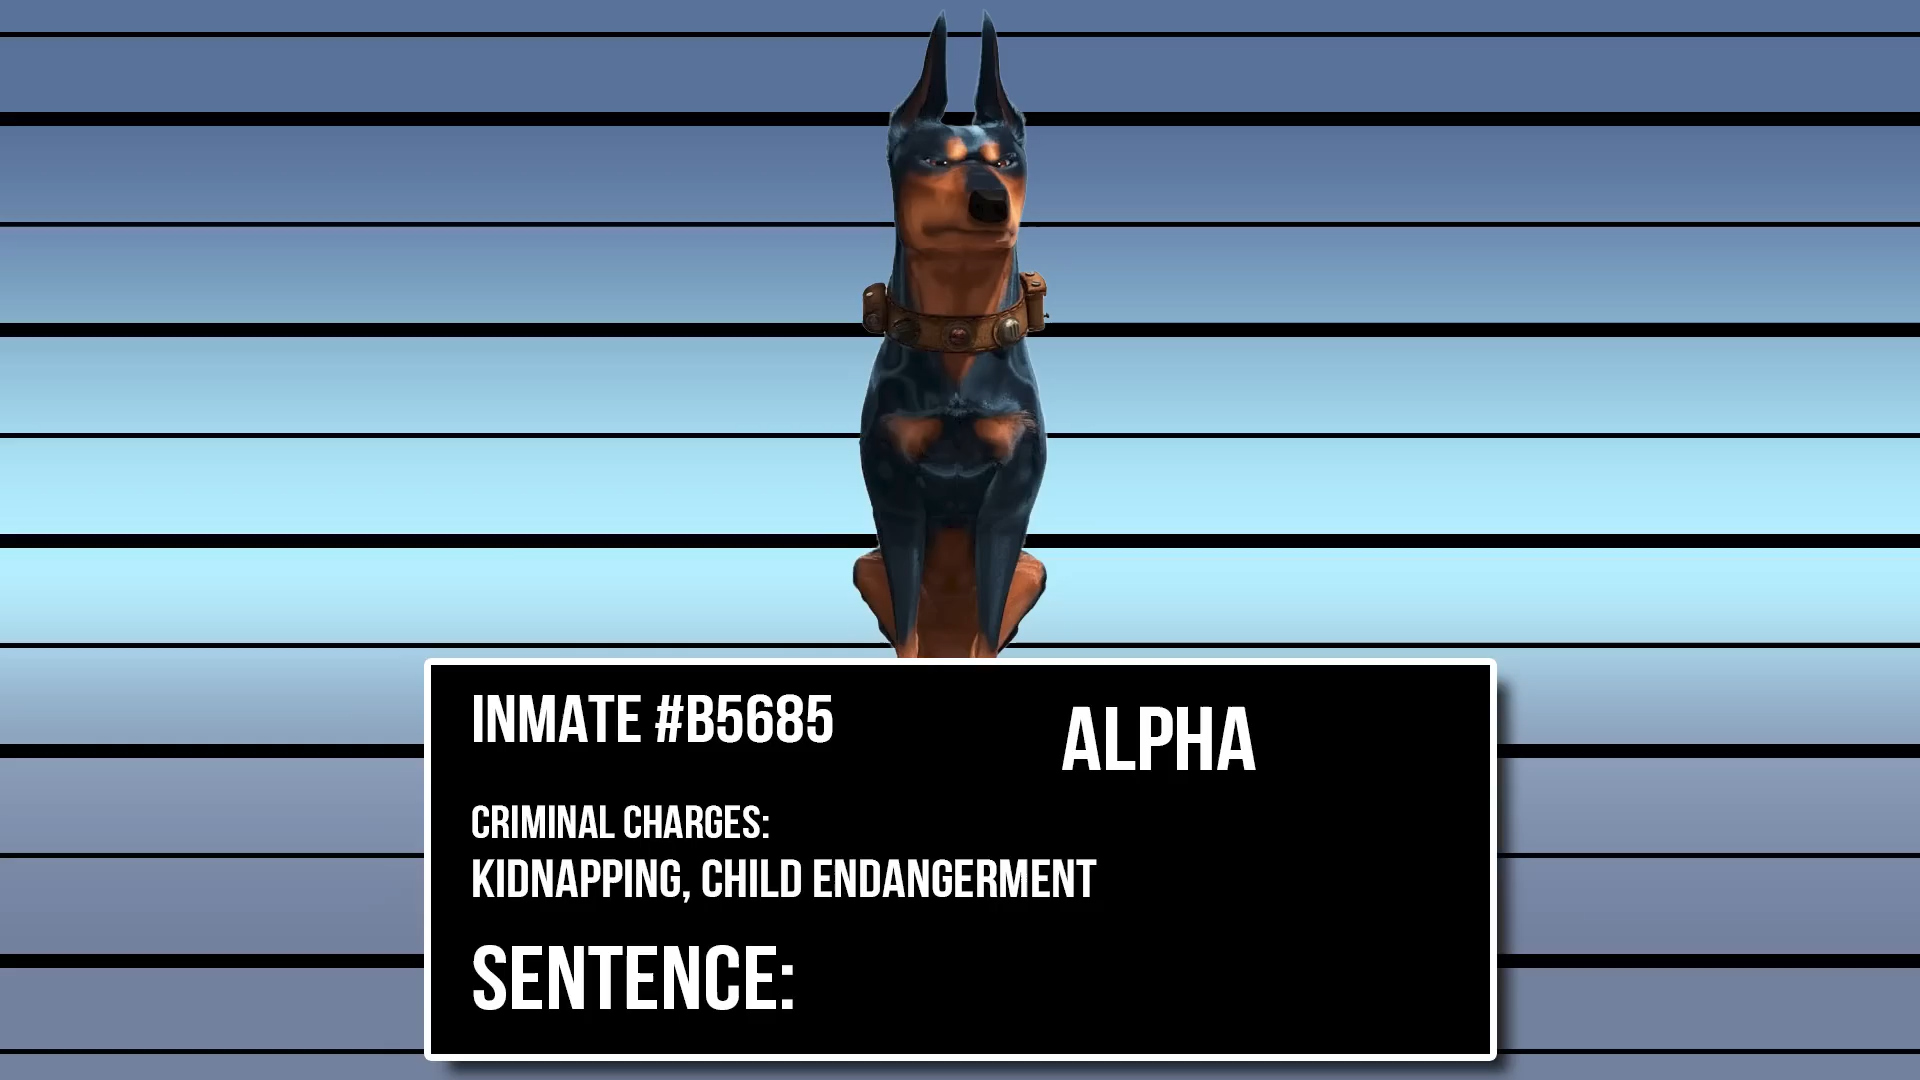 INMATE #B5685
ALPHA
CRIMINAL CHARGES:
KIDNAPPING, CHILD ENDANGERMENT
SENTENCE: